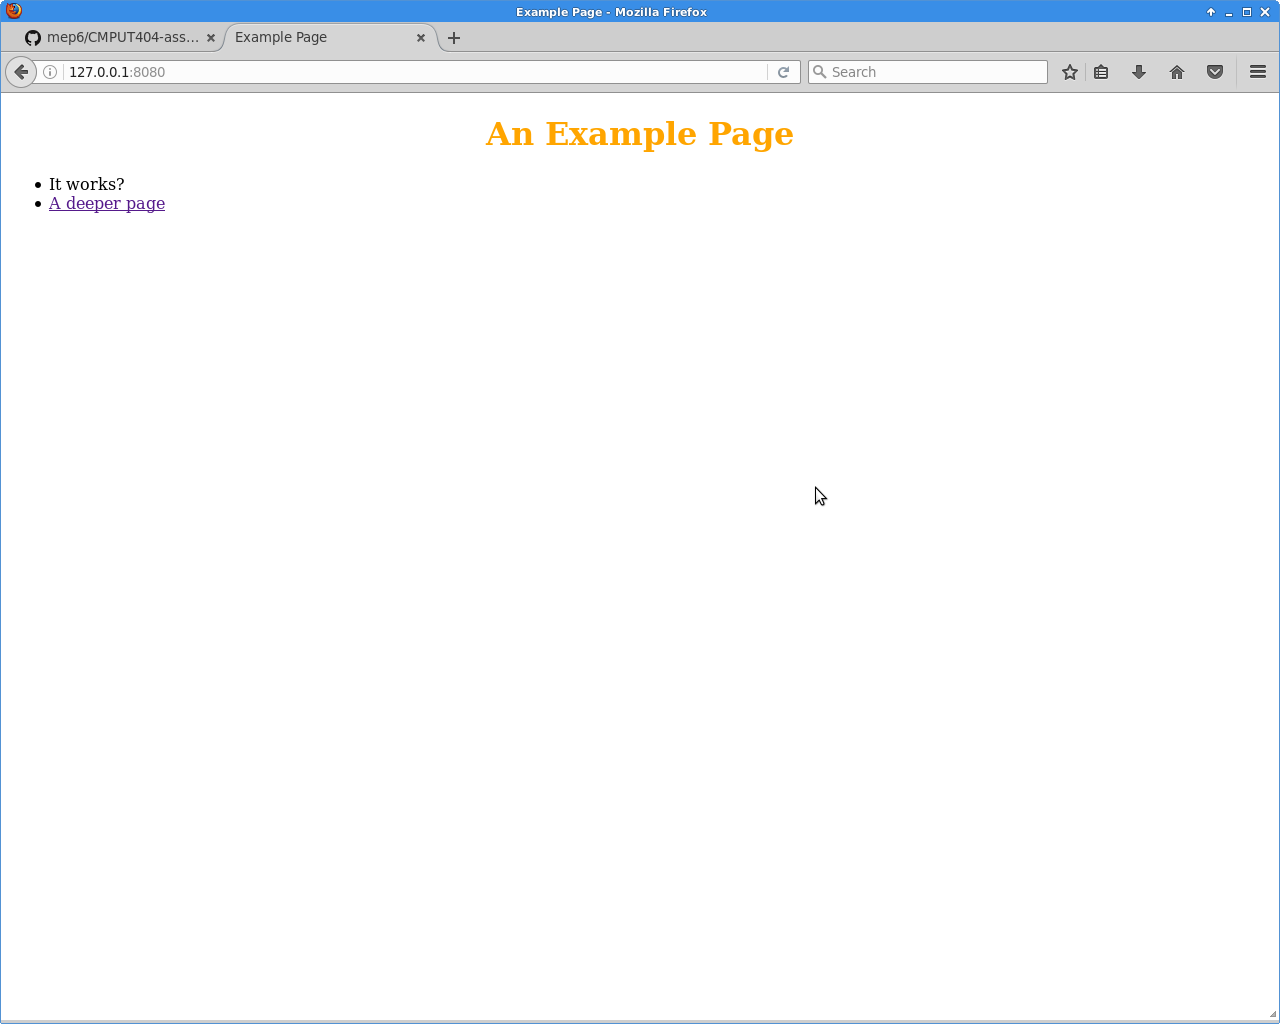 Example Page - Mozilla Firefox
mep6/CMPUT404-ass...
Example Page
127.0.0.1:8080
Search
An Example Page
It works?
A deeper page